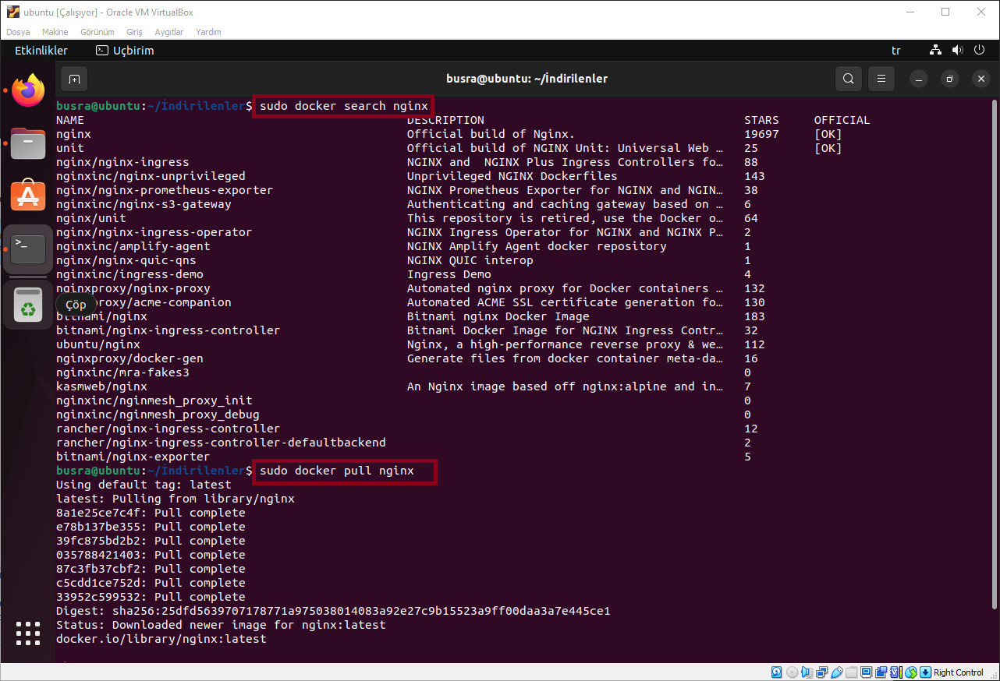 ubuntu [Çalışıyor] - Oracle VM VirtualBox
Dosya Makine Görünüm Giriş Aygıtlar Yardım
Etkinlikler Uçbirim tr
busra@ubuntu: ~/İndirilenler
busra@ubuntu:~/İndirilenler$ sudo docker search nginx
NAME DESCRIPTION STARS OFFICIAL
nginx Official build of Nginx. 19697 [OK]
unit Official build of NGINX Unit: Universal Web … 25 [OK]
nginx/nginx-ingress NGINX and  NGINX Plus Ingress Controllers fo… 88
nginxinc/nginx-unprivileged Unprivileged NGINX Dockerfiles 143
nginx/nginx-prometheus-exporter NGINX Prometheus Exporter for NGINX and NGIN… 38
nginxinc/nginx-s3-gateway Authenticating and caching gateway based on … 6
nginx/unit This repository is retired, use the Docker o… 64
nginx/nginx-ingress-operator NGINX Ingress Operator for NGINX and NGINX P… 2
nginxinc/amplify-agent NGINX Amplify Agent docker repository 1
nginx/nginx-quic-qns NGINX QUIC interop 1
nginxinc/ingress-demo Ingress Demo 4
nginxproxy/nginx-proxy Automated nginx proxy for Docker containers … 132
proxy/acme-companion Automated ACME SSL certificate generation fo… 130
Çöp
bitnami/nginx Bitnami nginx Docker Image 183
bitnami/nginx-ingress-controller Bitnami Docker Image for NGINX Ingress Contr… 32
ubuntu/nginx Nginx, a high-performance reverse proxy & we… 112
nginxproxy/docker-gen Generate files from docker container meta-da… 16
nginxinc/mra-fakes3 0
kasmweb/nginx An Nginx image based off nginx:alpine and in… 7
nginxinc/nginmesh_proxy_init 0
nginxinc/nginmesh_proxy_debug 0
rancher/nginx-ingress-controller 12
rancher/nginx-ingress-controller-defaultbackend 2
bitnami/nginx-exporter 5
busra@ubuntu:~/İndirilenler$ sudo docker pull nginx
Using default tag: latest
latest: Pulling from library/nginx
8a1e25ce7c4f: Pull complete
e78b137be355: Pull complete
39fc875bd2b2: Pull complete
035788421403: Pull complete
87c3fb37cbf2: Pull complete
c5cdd1ce752d: Pull complete
33952c599532: Pull complete
Digest: sha256:25dfd5639707178771a975038014083a92e27c9b15523a9ff00daa3a7e445ce1
Status: Downloaded newer image for nginx:latest
docker.io/library/nginx:latest
Right Control